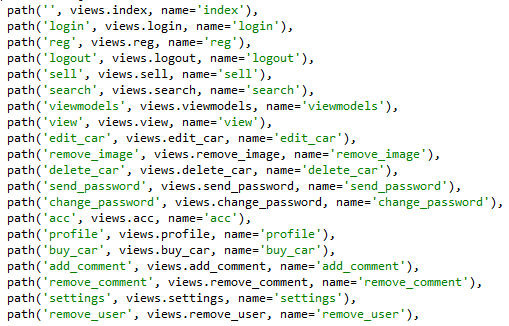 path('', views.index, name='index'),
path('login', views.login, name='login'),
path('reg', views.reg, name='reg'),
path('logout', views.logout, name='logout'),
path('sell', views.sell, name='sell'),
path('search', views.search, name='search'),
path('viewmodels', views.viewmodels, name='viewmodels'),
path('view', views.view, name='view'),
path('edit_car', views.edit_car, name='edit_car'),
path('remove_image', views.remove_image, name='remove_image'),
path('delete_car', views.delete_car, name='delete_car'),
path('send_password', views.send_password, name='send_password'),
path('change_password', views.change_password, name='change_password'),
path('acc', views.acc, name='acc'),
path('profile', views.profile, name='profile'),
path('buy_car', views.buy_car, name='buy_car'),
path('add_comment', views.add_comment, name='add_comment'),
path('remove_comment', views.remove_comment, name='remove_comment'),
path('settings', views.settings, name='settings'),
path('remove_user', views.remove_user, name='remove_user'),